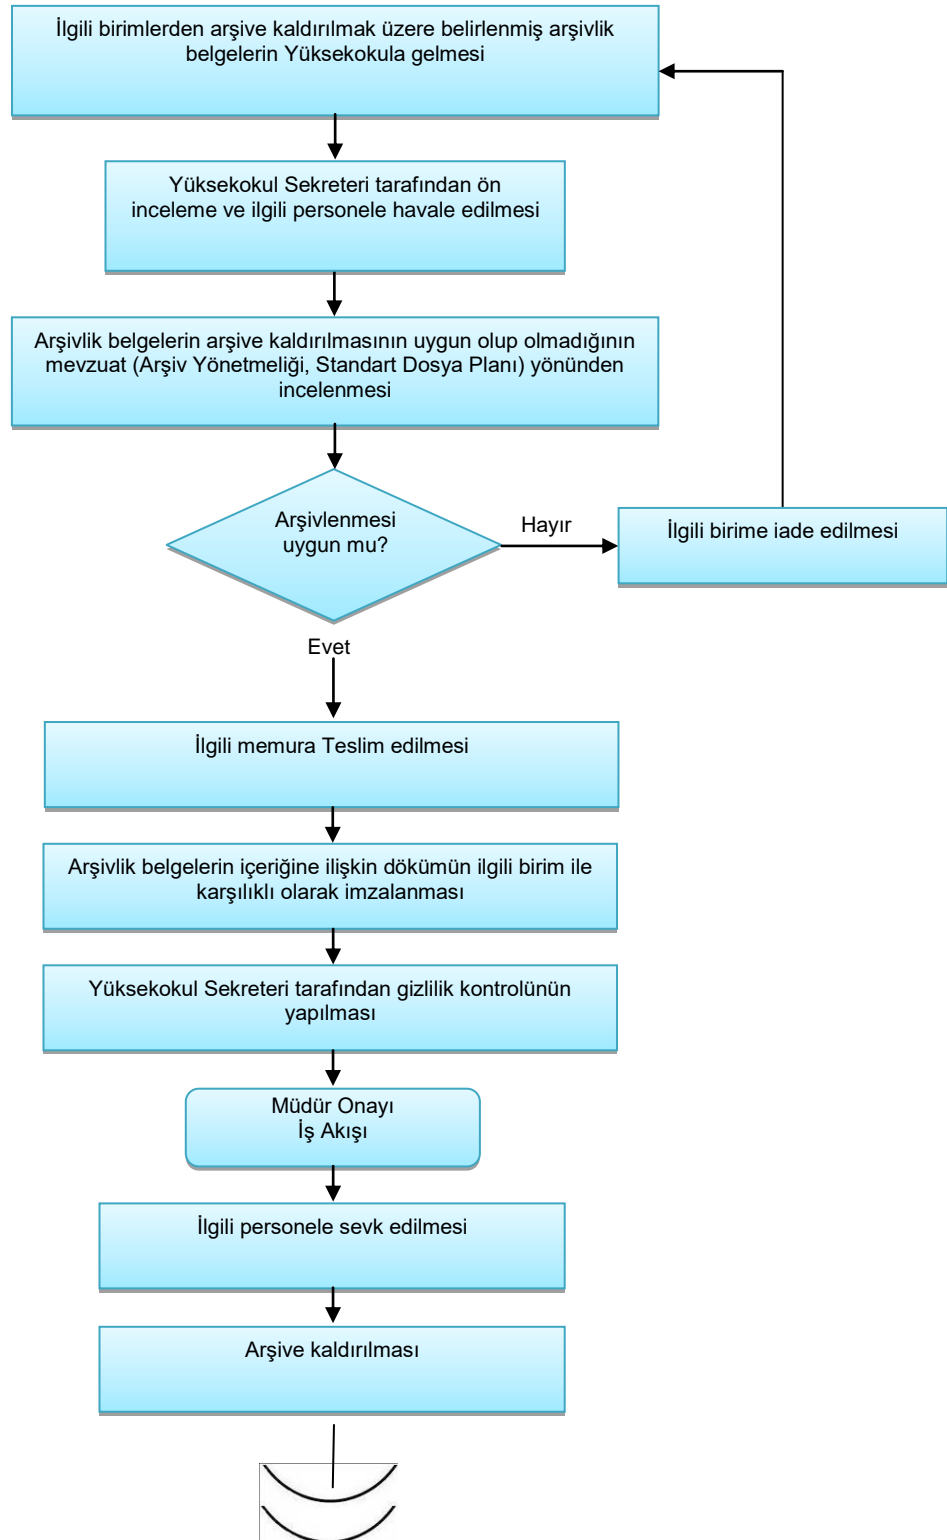 İlgili birimlerden arşive kaldırılmak üzere belirlenmiş arşivlik
belgelerin Yüksekokula gelmesi
Yüksekokul Sekreteri tarafından ön
inceleme ve ilgili personele havale edilmesi
Arşivlik belgelerin arşive kaldırılmasının uygun olup olmadığının
mevzuat (Arşiv Yönetmeliği, Standart Dosya Planı) yönünden
incelenmesi
Arşivlenmesi
uygun mu?
Hayır
İlgili birime iade edilmesi
Evet
İlgili memura Teslim edilmesi
Arşivlik belgelerin içeriğine ilişkin dökümün ilgili birim ile
karşılıklı olarak imzalanması
Yüksekokul Sekreteri tarafından gizlilik kontrolünün
yapılması
Müdür Onayı
İş Akışı
İlgili personele sevk edilmesi
Arşive kaldırılması